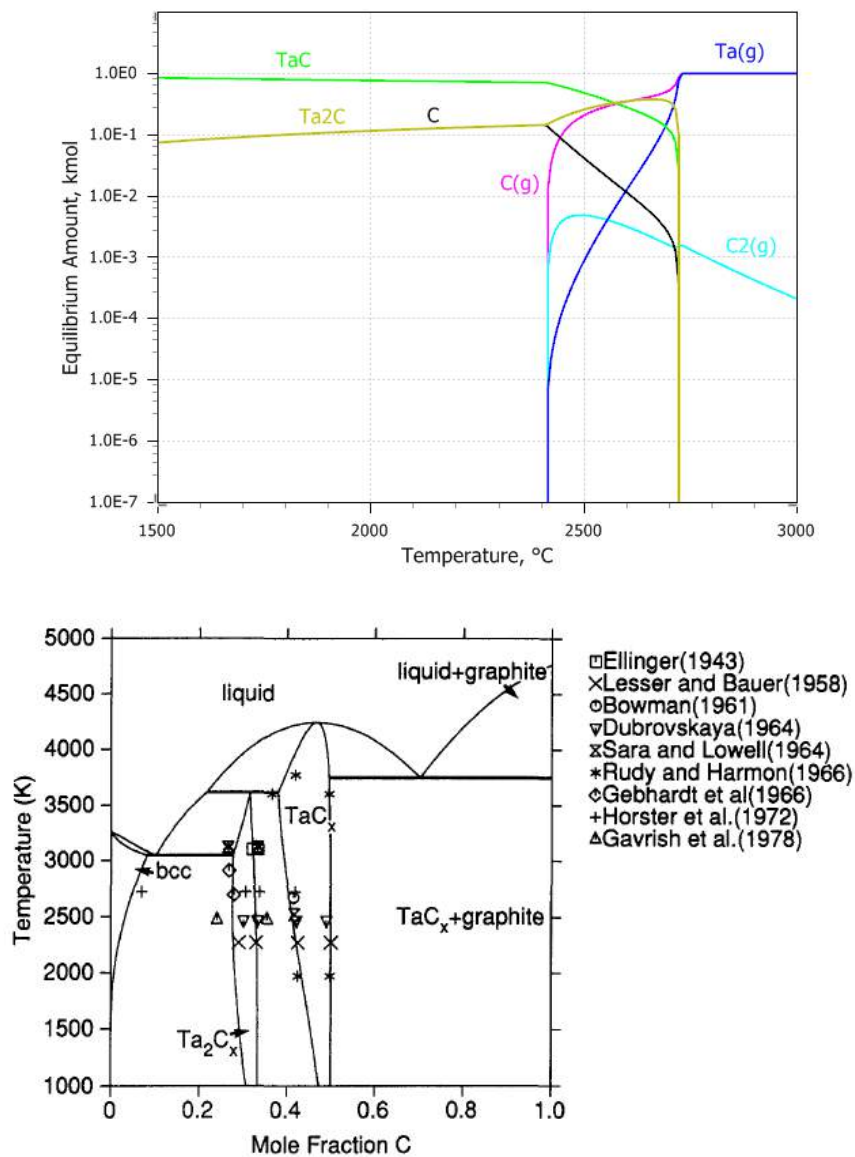 TaC
Ta(g)
1.0E0
Ta2C
C
1.0E-1
C(g)
1.0E-2
C2(g)
1.0E-3
1.0E-4
1.0E-5
1.0E-6
1.0E-7
Equilibrium Amount, kmol
1500
2000
2500
3000
Temperature, °C
5000
4500
4000
3500
3000
2500
2000
1500
1000
Temperature (K)
liquid
liquid+graphite
TaCx
bcc
TaCx+graphite
Ta2Cx
0
0.2
0.4
0.6
0.8
1.0
Mole Fraction C
Ellinger(1943)
Lesser and Bauer(1958)
Bowman(1961)
Dubrovskaya(1964)
Sara and Lowell(1964)
Rudy and Harmon(1966)
Gebhardt et al(1966)
Horster et al.(1972)
Gavrish et al.(1978)